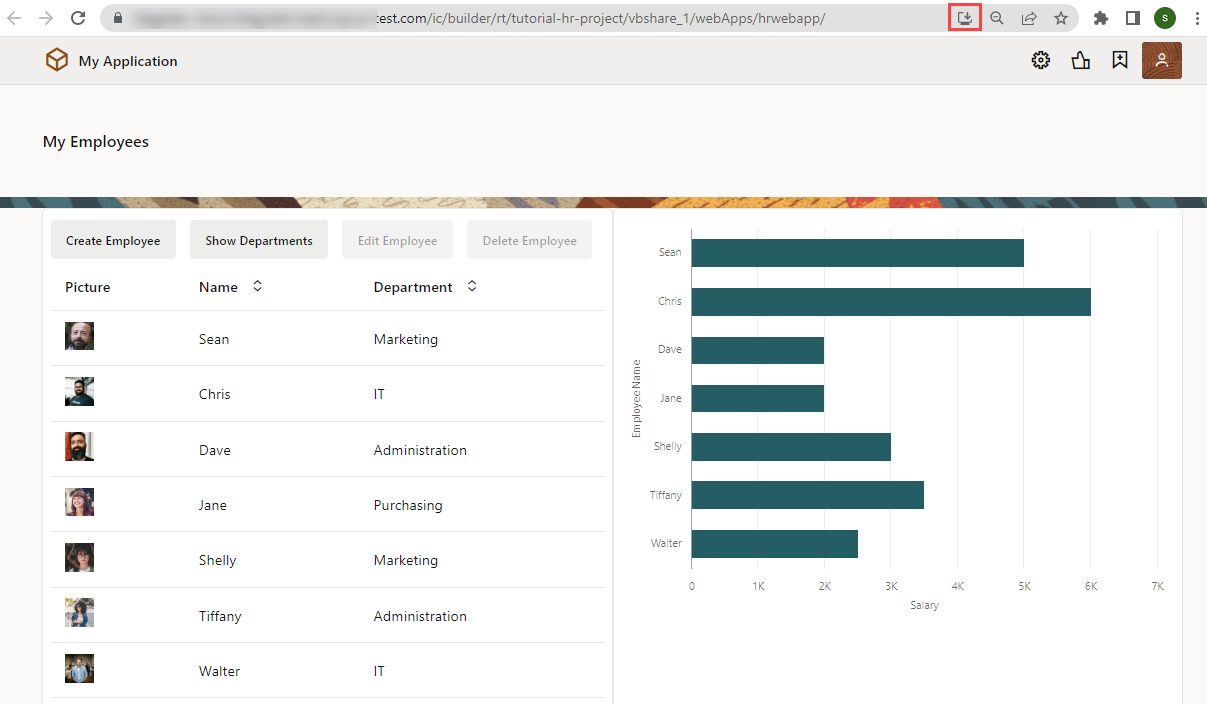 test.com/ic/builder/rt/tutorial-hr-project/vbshare_1/webApps/hrwebapp/
S
My Application
My Employees
Create Employee
Show Departments
Edit Employee
Delete Employee
Picture Name Department
Sean Marketing
Chris IT
Dave Administration
Jane Purchasing
Shelly Marketing
Tiffany Administration
Walter IT
Employee Name
Sean
Chris
Dave
Jane
Shelly
Tiffany
Walter
0 1K 2K 3K 4K 5K 6K 7K
Salary